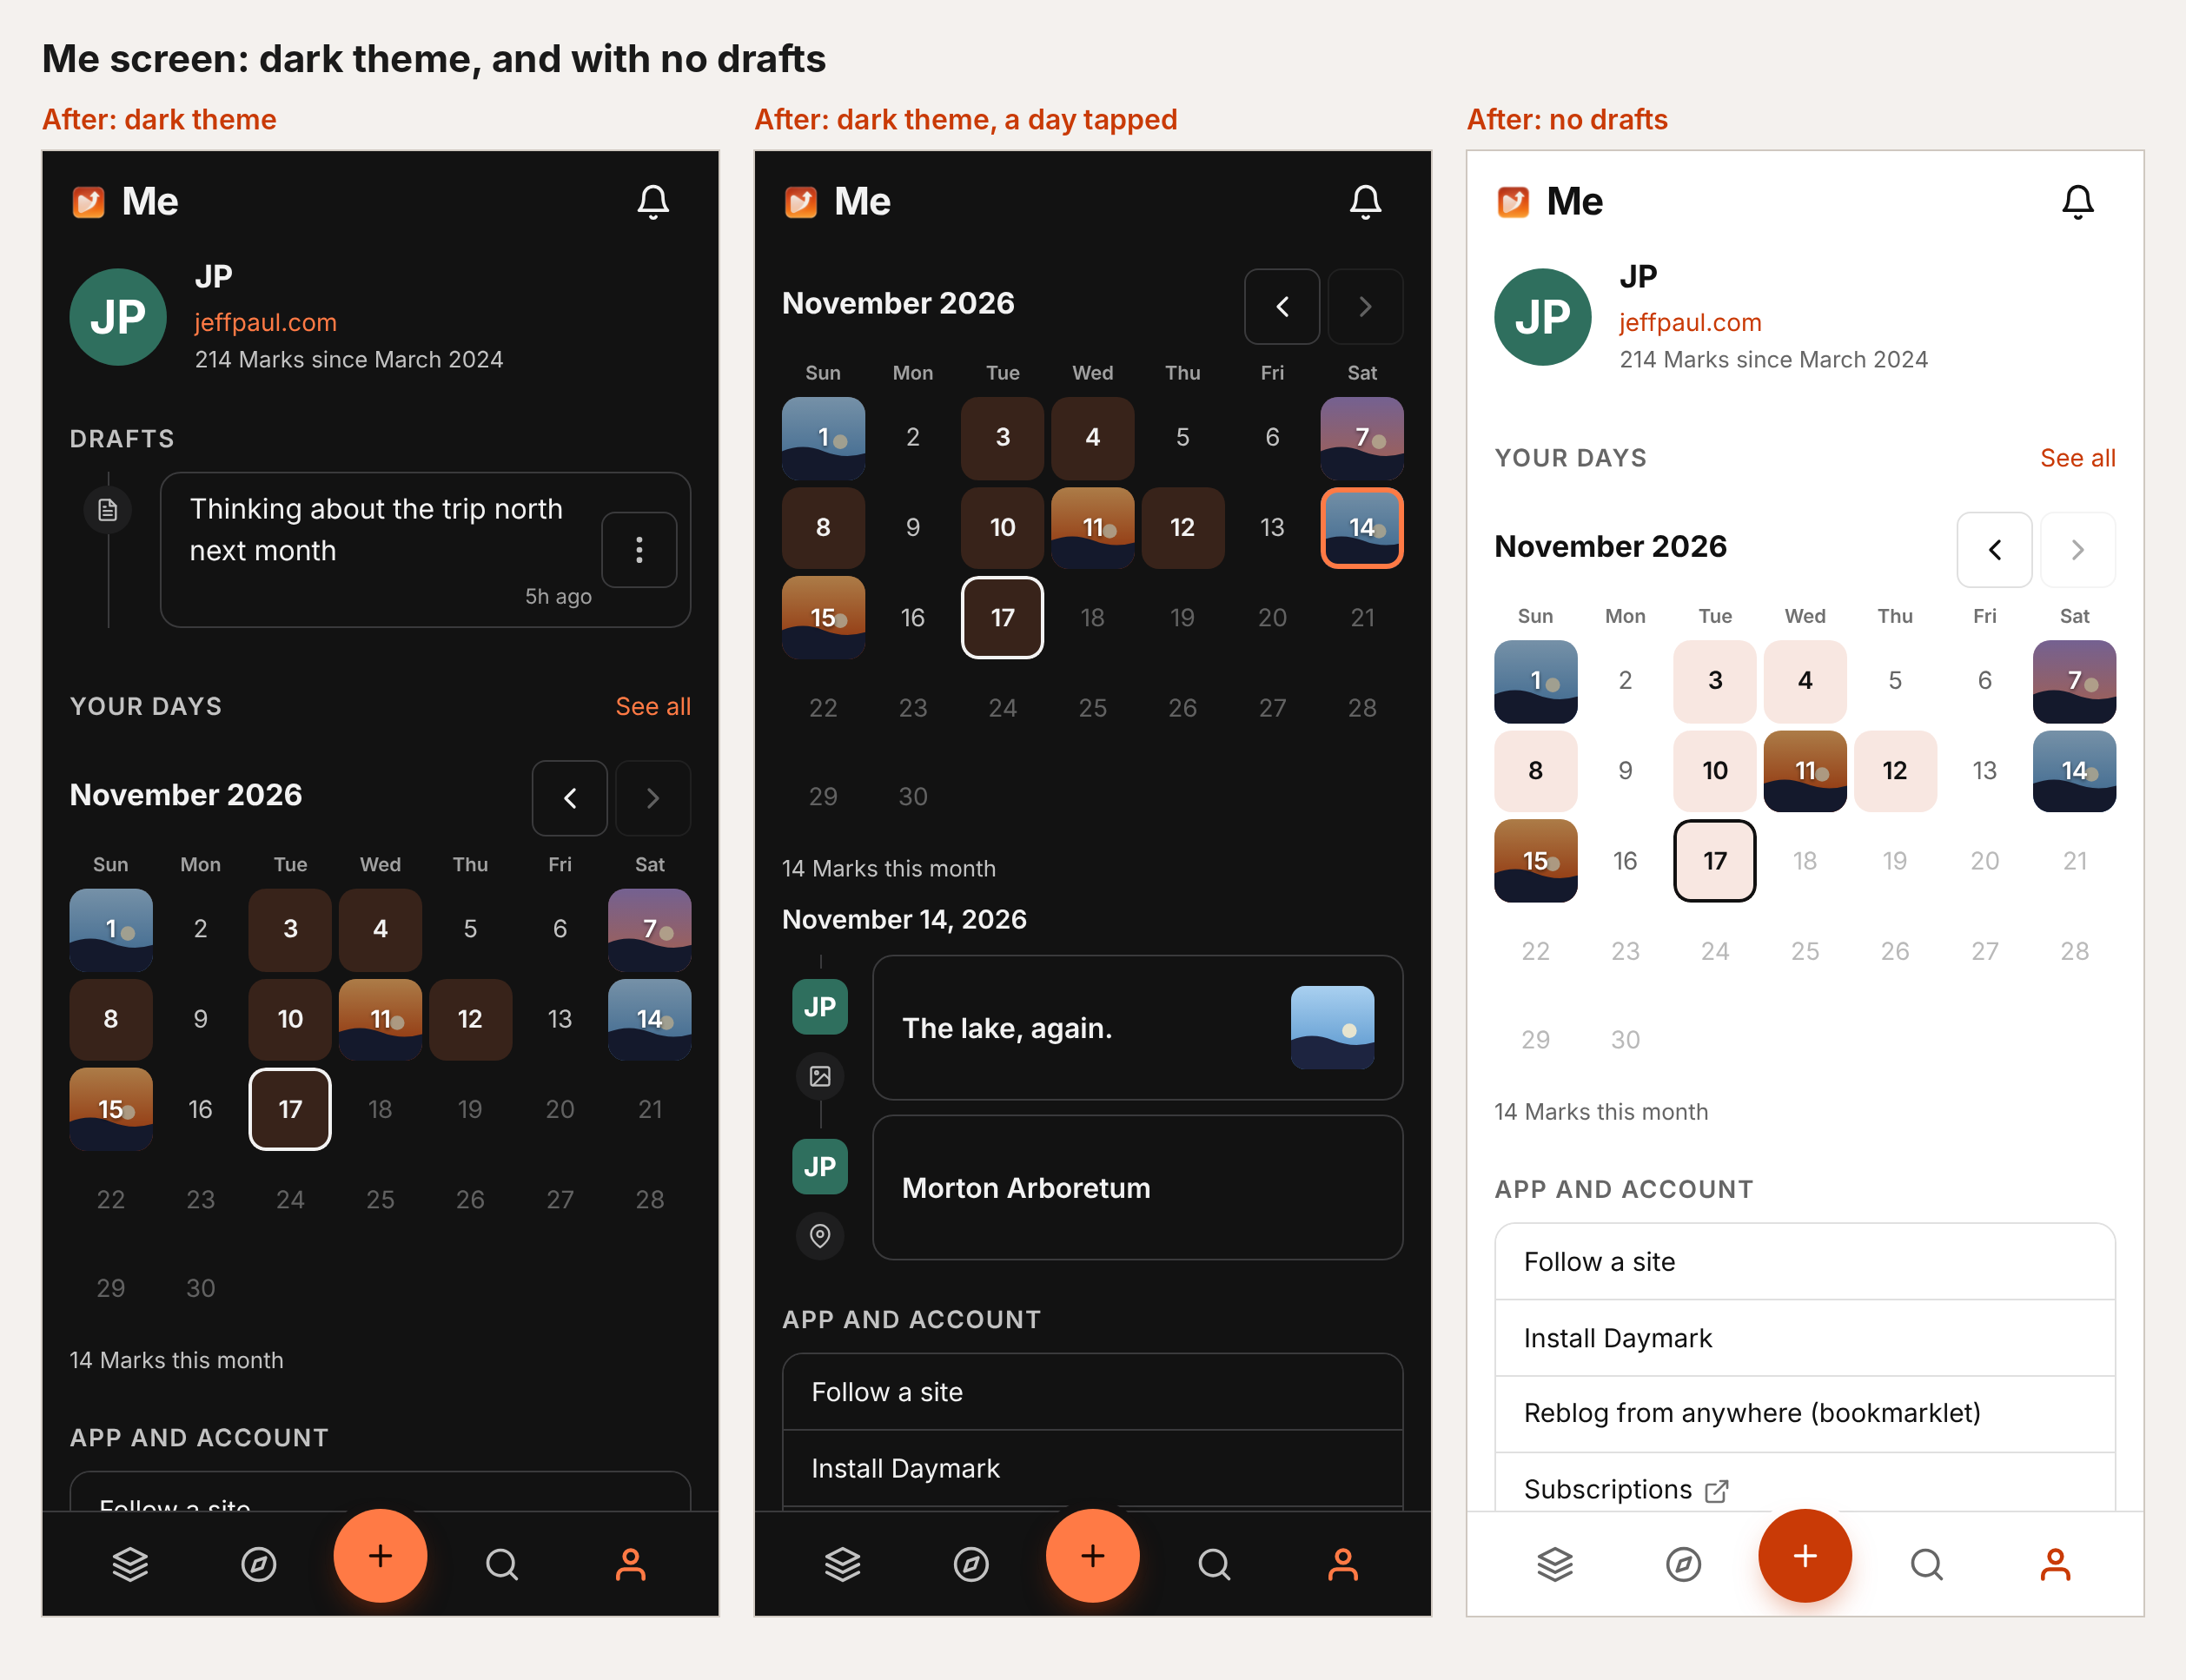 Me screen: dark theme, and with no drafts
After: dark theme
Me
JP
JP
jeffpaul.com
214 Marks since March 2024
DRAFTS
Thinking about the trip north
next month
5h ago
YOUR DAYS See all
November 2026
Sun Mon Tue Wed Thu Fri Sat
1 2 3 4 5 6 7
8 9 10 11 12 13 14
15 16 17 18 19 20 21
22 23 24 25 26 27 28
29 30
14 Marks this month
APP AND ACCOUNT
Follow a site
After: dark theme, a day tapped
Me
November 2026
Sun Mon Tue Wed Thu Fri Sat
1 2 3 4 5 6 7
8 9 10 11 12 13 14
15 16 17 18 19 20 21
22 23 24 25 26 27 28
29 30
14 Marks this month
November 14, 2026
JP
The lake, again.
JP
Morton Arboretum
APP AND ACCOUNT
Follow a site
Install Daymark
After: no drafts
Me
JP
JP
jeffpaul.com
214 Marks since March 2024
YOUR DAYS See all
November 2026
Sun Mon Tue Wed Thu Fri Sat
1 2 3 4 5 6 7
8 9 10 11 12 13 14
15 16 17 18 19 20 21
22 23 24 25 26 27 28
29 30
14 Marks this month
APP AND ACCOUNT
Follow a site
Install Daymark
Reblog from anywhere (bookmarklet)
Subscriptions